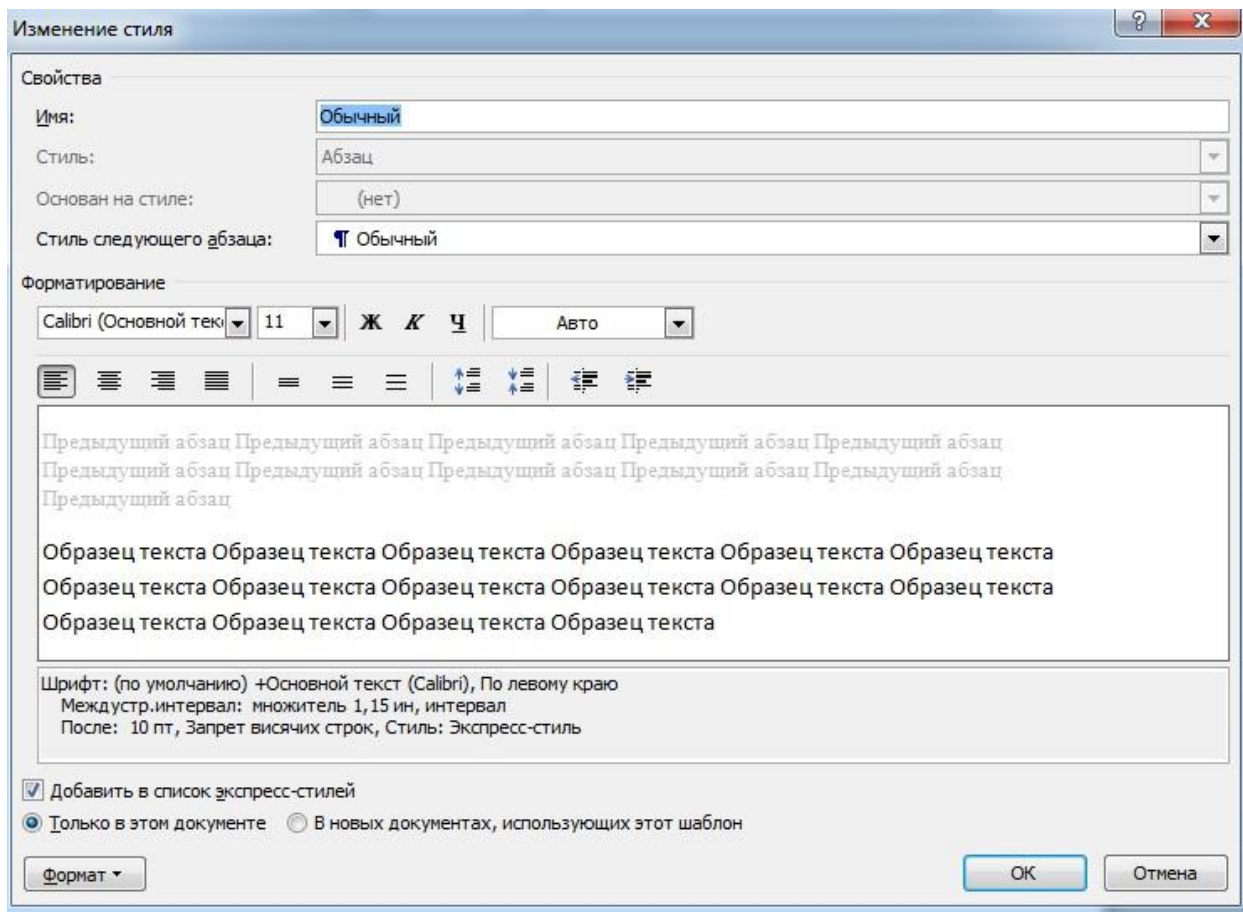 Изменение стиля
?
X
Свойства
Имя: Обычный
Стиль: Абзац
Основан на стиле: (нет)
Стиль следующего абзаца: ¶ Обычный
Форматирование
Calibri (Основной тек 11 Ж К Ч Авто
Предыдущий абзац Предыдущий абзац Предыдущий абзац Предыдущий абзац Предыдущий абзац
Предыдущий абзац Предыдущий абзац Предыдущий абзац Предыдущий абзац Предыдущий абзац
Предыдущий абзац
Образец текста Образец текста Образец текста Образец текста Образец текста Образец текста
Образец текста Образец текста Образец текста Образец текста Образец текста Образец текста
Образец текста Образец текста Образец текста Образец текста
Шрифт: (по умолчанию) +Основной текст (Calibri), По левому краю
Междустр.интервал: множитель 1,15 ин, интервал
После: 10 пт, Запрет висячих строк, Стиль: Экспресс-стиль
Добавить в список экспресс-стилей
Только в этом документе В новых документах, использующих этот шаблон
Формат ОК Отмена